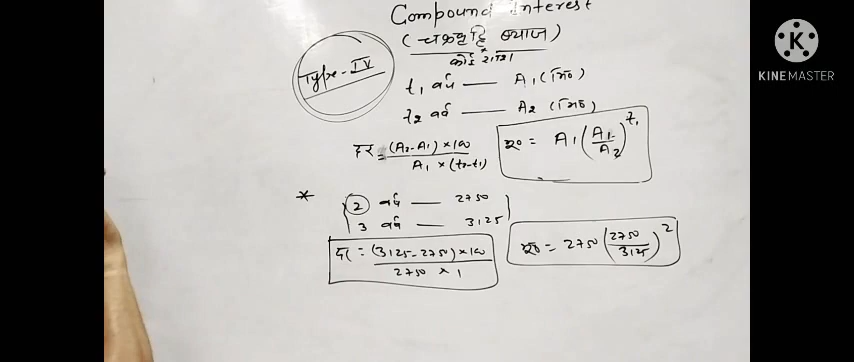 Compound Interest
(चक्रवृद्धि ब्याज)
Type-IV
कोई राशि
t₁ वर्ष — A₁ (मि०)
t₂ वर्ष — A₂ (मि०)
दर = (A₂-A₁) × 100 / A₁ × (t₂-t₁)
मू० = A₁ (A₁/A₂)^t₁
* 2 वर्ष — 2750
3 वर्ष — 3125
दर = (3125-2750) × 100 / 2750 × 1
मू० = 2750 (2750/3125)^2
K
KINEMASTER